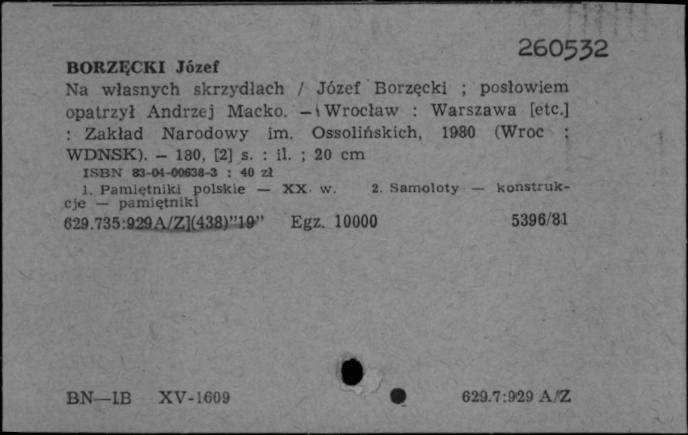 260532
BORZĘCKI Józef
Na własnych skrzydłach / Józef Borzęcki ; posłowiem
opatrzył Andrzej Macko. — Wrocław : Warszawa [etc.]
: Zakład Narodowy im. Ossolińskich, 1980 (Wroc :
WDNSK). — 180, [2] s. : il. ; 20 cm
ISBN 83-04-00638-3 : 40 zł
1. Pamiętniki polskie — XX w. 2. Samoloty — konstruk-
cje — pamiętniki
629.735:929A/Z](438)"19" Egz. 10000 5396/81
BN—IB XV-1609 629.7:929 A/Z